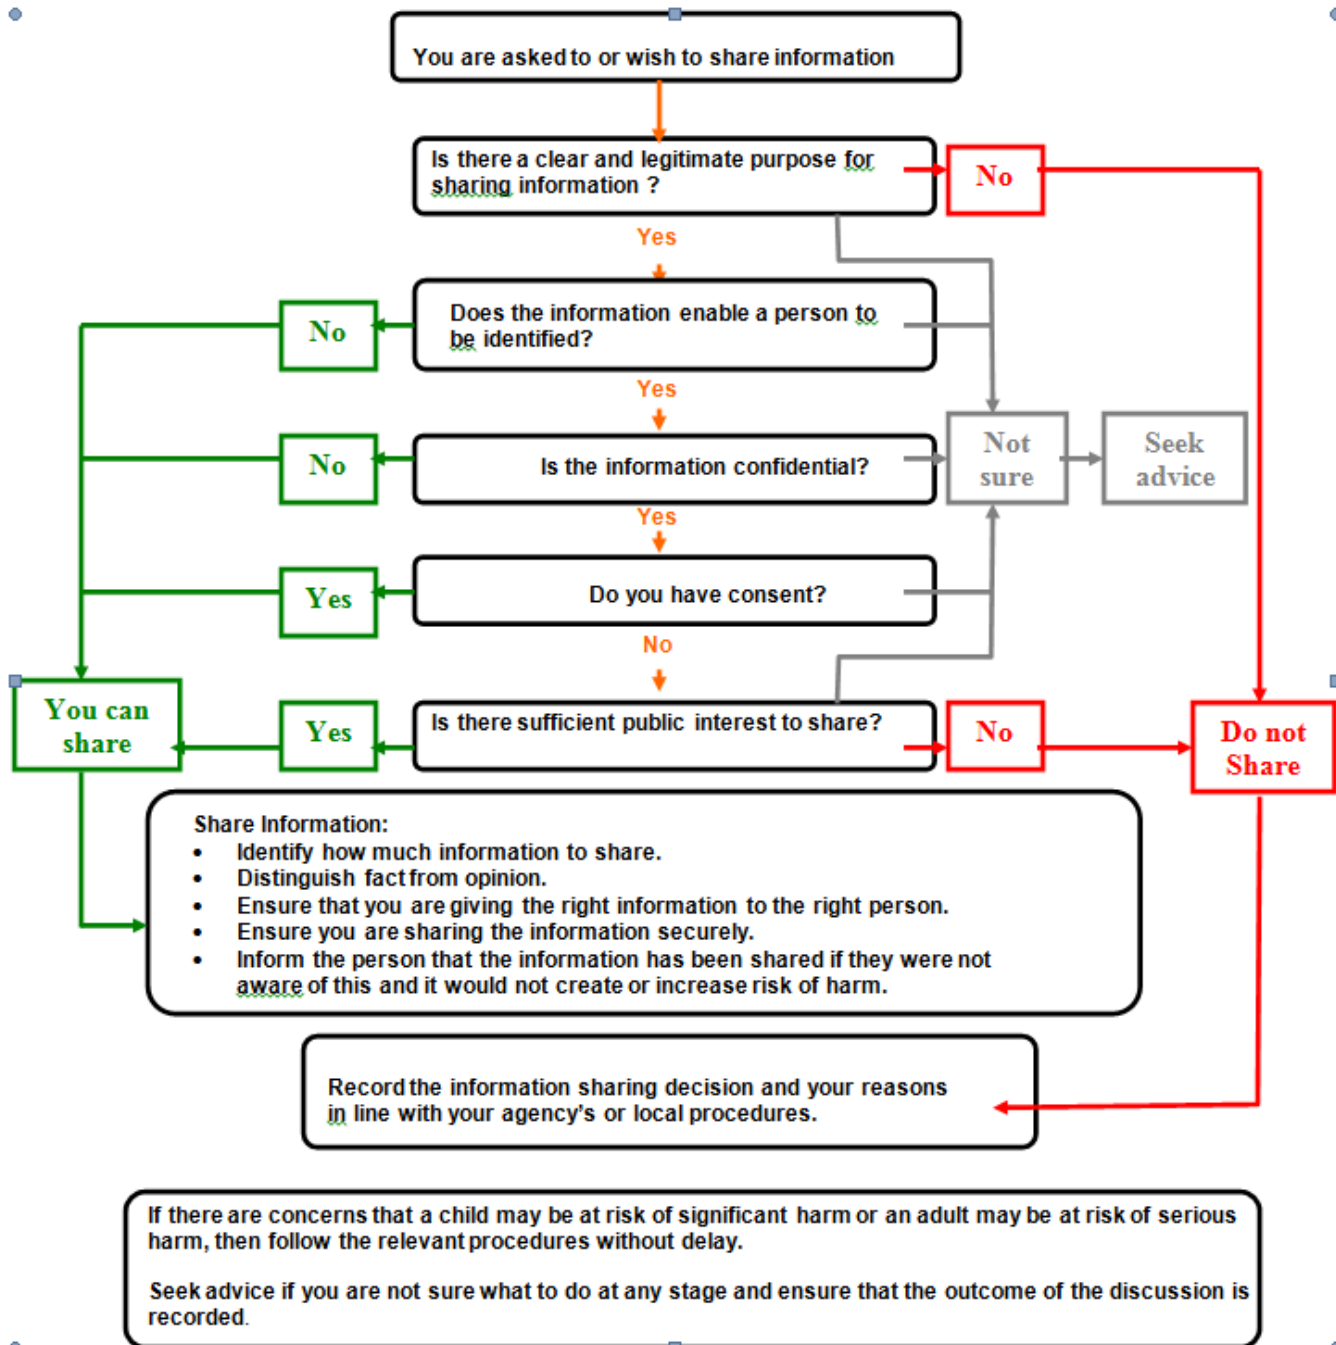 You are asked to or wish to share information
Is there a clear and legitimate purpose for
sharing information ?
No
Yes
Does the information enable a person to
be identified?
No
Yes
Is the information confidential?
No
Not
sure
Seek
advice
Yes
Do you have consent?
Yes
No
You can
share
Yes
Is there sufficient public interest to share?
No
Do not
Share
Share Information:
• Identify how much information to share.
• Distinguish fact from opinion.
• Ensure that you are giving the right information to the right person.
• Ensure you are sharing the information securely.
• Inform the person that the information has been shared if they were not
aware of this and it would not create or increase risk of harm.
Record the information sharing decision and your reasons
in line with your agency's or local procedures.
If there are concerns that a child may be at risk of significant harm or an adult may be at risk of serious
harm, then follow the relevant procedures without delay.
Seek advice if you are not sure what to do at any stage and ensure that the outcome of the discussion is
recorded.